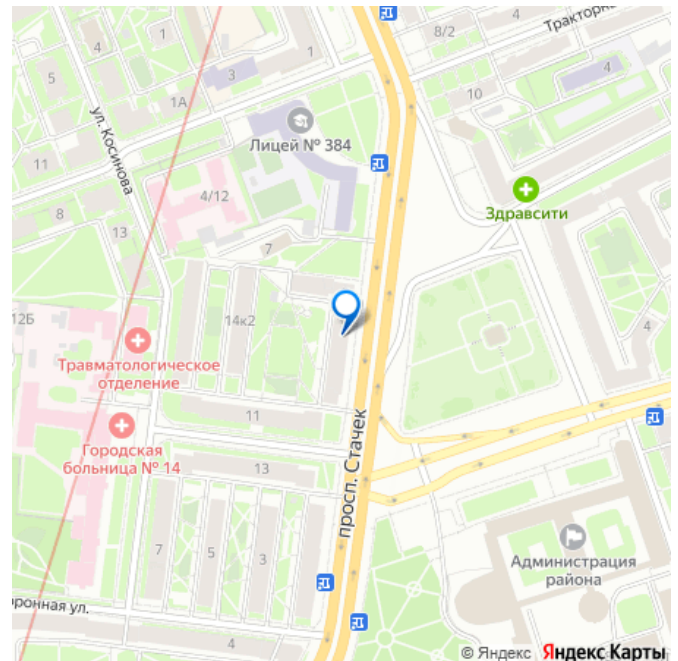 4
8/2
Тракторная
5
1
3
4
1А
10
ул. Косинова
Лицей № 384
11
4/12
Здравсити
8
13
7
12Б
14к2
4
Травматологическое
отделение
11
просп. Стачек
Городская
больница № 14
13
7
5
3
Администрация
района
оронная ул.
4
© Яндекс Яндекс Карты